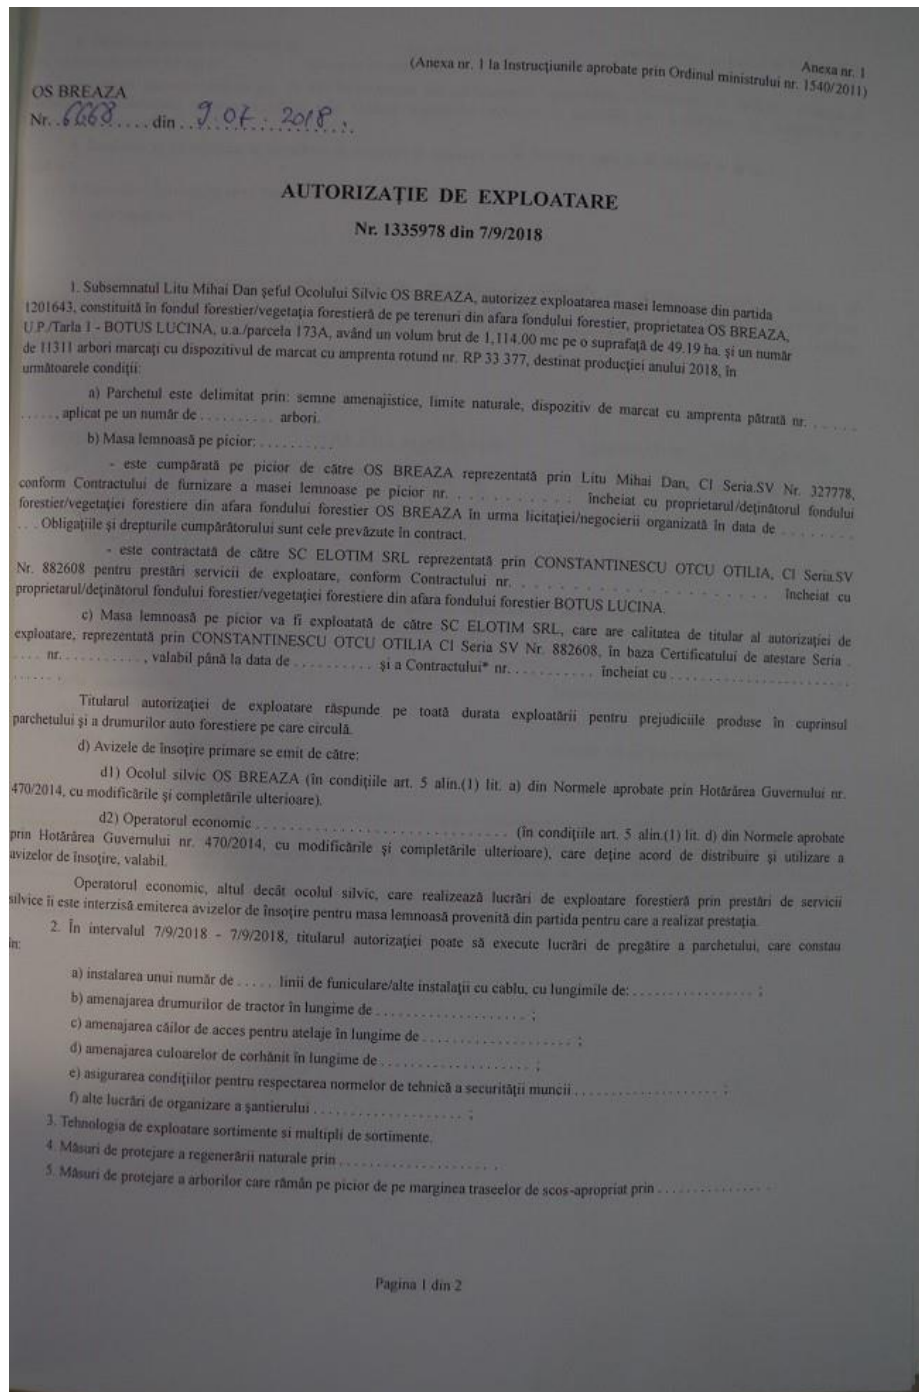 Anexa nr. 1
(Anexa nr. 1 la Instrucţiunile aprobate prin Ordinul ministrului nr. 1540/2011)
OS BREAZA
Nr. . 6668 . . . . . din . . 9.07.2018 . .
AUTORIZAŢIE DE EXPLOATARE
Nr. 1335978 din 7/9/2018
1. Subsemnatul Litu Mihai Dan şeful Ocolului Silvic OS BREAZA, autorizez exploatarea masei lemnoase din partida
1201643, constituită în fondul forestier/vegetaţia forestieră de pe terenuri din afara fondului forestier, proprietatea OS BREAZA,
U.P./Tarla I - BOTUS LUCINA, u.a./parcela 173A, având un volum brut de 1,114.00 mc pe o suprafaţă de 49.19 ha. şi un număr
de 11311 arbori marcaţi cu dispozitivul de marcat cu amprenta rotund nr. RP 33 377, destinat producţiei anului 2018, în
următoarele condiţii:
a) Parchetul este delimitat prin: semne amenajistice, limite naturale, dispozitiv de marcat cu amprenta pătrată nr. . . . . .
. . . . . , aplicat pe un număr de . . . . . . . . . . arbori.
b) Masa lemnoasă pe picior: . . . . . . . . . .
- este cumpărată pe picior de către OS BREAZA reprezentată prin Litu Mihai Dan, CI Seria.SV Nr. 327778,
conform Contractului de furnizare a masei lemnoase pe picior nr. . . . . . . . . . . . încheiat cu proprietarul/deţinătorul fondului
forestier/vegetaţiei forestiere din afara fondului forestier OS BREAZA în urma licitaţiei/negocierii organizată în data de . . . . . . . .
. . . Obligaţiile şi drepturile cumpărătorului sunt cele prevăzute în contract.
- este contractată de către SC ELOTIM SRL reprezentată prin CONSTANTINESCU OTCU OTILIA, CI Seria.SV
Nr. 882608 pentru prestări servicii de exploatare, conform Contractului nr. . . . . . . . . . . . . . . . . . . . . încheiat cu
proprietarul/deţinătorul fondului forestier/vegetaţiei forestiere din afara fondului forestier BOTUS LUCINA.
c) Masa lemnoasă pe picior va fi exploatată de către SC ELOTIM SRL, care are calitatea de titular al autorizaţiei de
exploatare, reprezentată prin CONSTANTINESCU OTCU OTILIA CI Seria SV Nr. 882608, în baza Certificatului de atestare Seria .
. . . . nr. . . . . . . . . . . , valabil până la data de . . . . . . . . . . şi a Contractului* nr. . . . . . . . . . . încheiat cu . . . . . . . . . . . . . . . . . . . . . .
. . . . . .
Titularul autorizaţiei de exploatare răspunde pe toată durata exploatării pentru prejudiciile produse în cuprinsul
parchetului şi a drumurilor auto forestiere pe care circulă.
d) Avizele de însoţire primare se emit de către:
d1) Ocolul silvic OS BREAZA (în condiţiile art. 5 alin.(1) lit. a) din Normele aprobate prin Hotărârea Guvernului nr.
470/2014, cu modificările şi completările ulterioare).
d2) Operatorul economic . . . . . . . . . . . . . . . . . . . . . . . . . . . . (în condiţiile art. 5 alin.(1) lit. d) din Normele aprobate
prin Hotărârea Guvernului nr. 470/2014, cu modificările şi completările ulterioare), care deţine acord de distribuire şi utilizare a
avizelor de însoţire, valabil.
Operatorul economic, altul decât ocolul silvic, care realizează lucrări de exploatare forestieră prin prestări de servicii
silvice îi este interzisă emiterea avizelor de însoţire pentru masa lemnoasă provenită din partida pentru care a realizat prestaţia.
2. În intervalul 7/9/2018 - 7/9/2018, titularul autorizaţiei poate să execute lucrări de pregătire a parchetului, care constau
in:
a) instalarea unui număr de . . . . . linii de funiculare/alte instalaţii cu cablu, cu lungimile de: . . . . . . . . . . . . . . . . ;
b) amenajarea drumurilor de tractor în lungime de . . . . . . . . . . . . . . . . . . . . ;
c) amenajarea căilor de acces pentru atelaje în lungime de . . . . . . . . . . . . . . . . . . . . ;
d) amenajarea culoarelor de corhănit în lungime de . . . . . . . . . . . . . . . . . . . . ;
e) asigurarea condiţiilor pentru respectarea normelor de tehnică a securităţii muncii . . . . . . . . . . . . . . . . . . . . ;
f) alte lucrări de organizare a şantierului . . . . . . . . . . . . . . . . . . . . ;
3. Tehnologia de exploatare sortimente si multipli de sortimente.
4. Măsuri de protejare a regenerării naturale prin . . . . . . . . . . . . . . . . . . . . .
5. Măsuri de protejare a arborilor care rămân pe picior de pe marginea traseelor de scos-apropriat prin . . . . . . . . . . . . . . .
Pagina 1 din 2